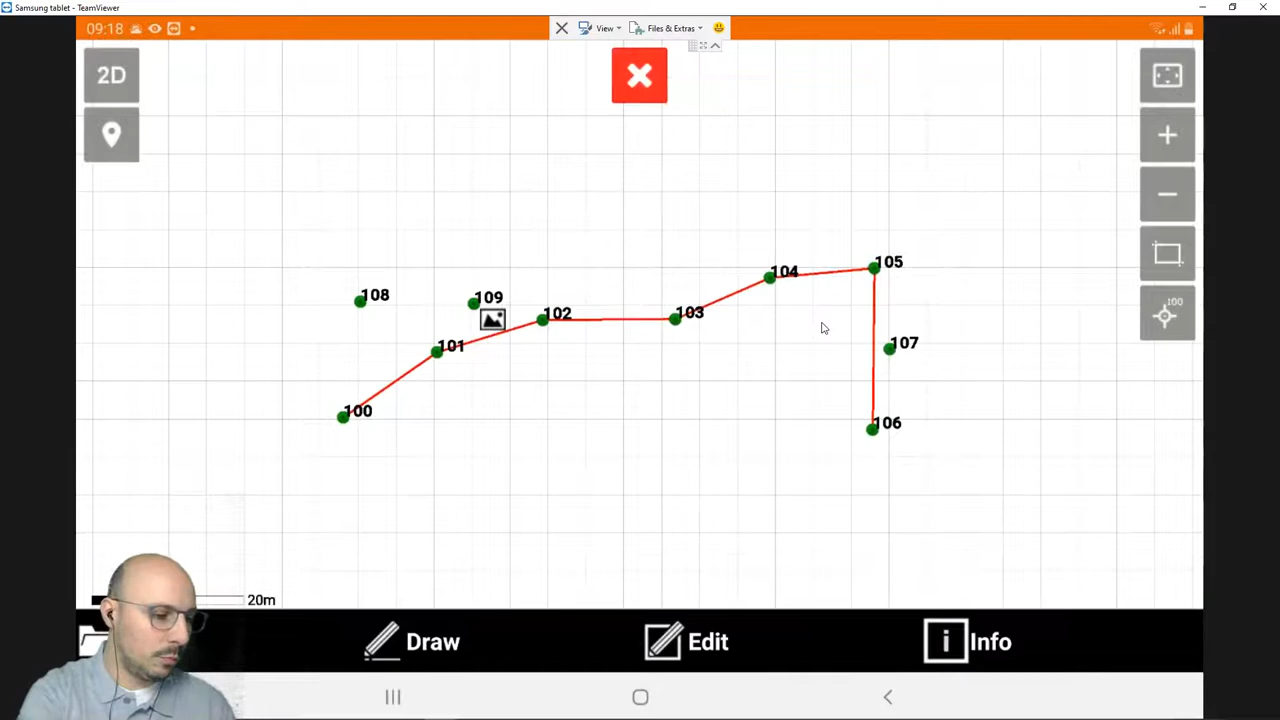 Samsung tablet - TeamViewer
09:18
View
Files & Extras
2D
100
105
104
108
109
102
103
101
107
100
106
20m
Draw
Edit
Info